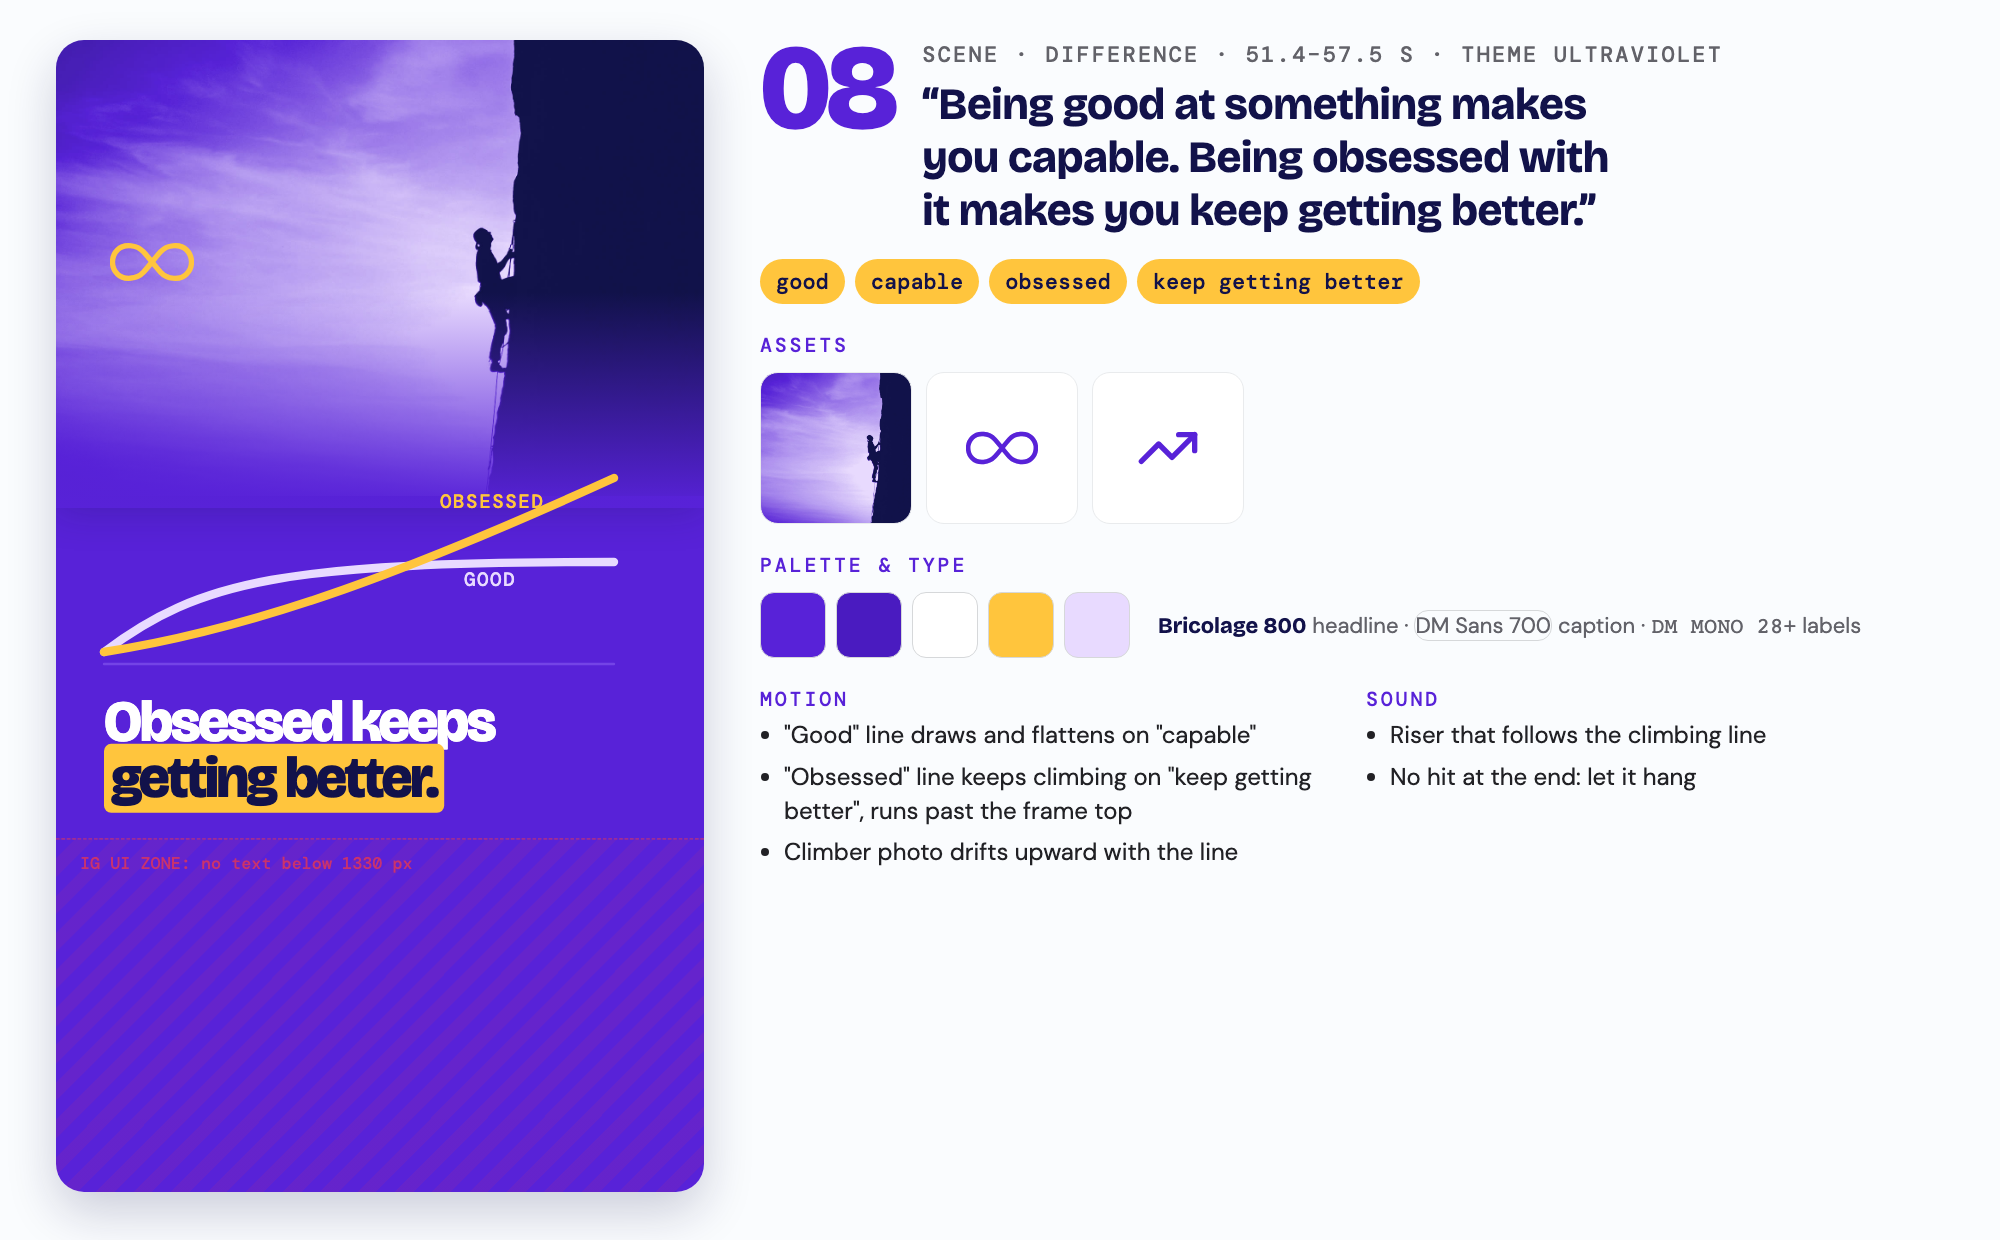 OBSESSED
GOOD
Obsessed keeps
getting better.
IG UI ZONE: no text below 1330 px
08
SCENE · DIFFERENCE · 51.4–57.5 S · THEME ULTRAVIOLET
“Being good at something makes
you capable. Being obsessed with
it makes you keep getting better.”
good
capable
obsessed
keep getting better
ASSETS
PALETTE & TYPE
Bricolage 800 headline · DM Sans 700 caption · DM MONO 28+ labels
MOTION
• "Good" line draws and flattens on "capable"
• "Obsessed" line keeps climbing on "keep getting
better", runs past the frame top
• Climber photo drifts upward with the line
SOUND
• Riser that follows the climbing line
• No hit at the end: let it hang